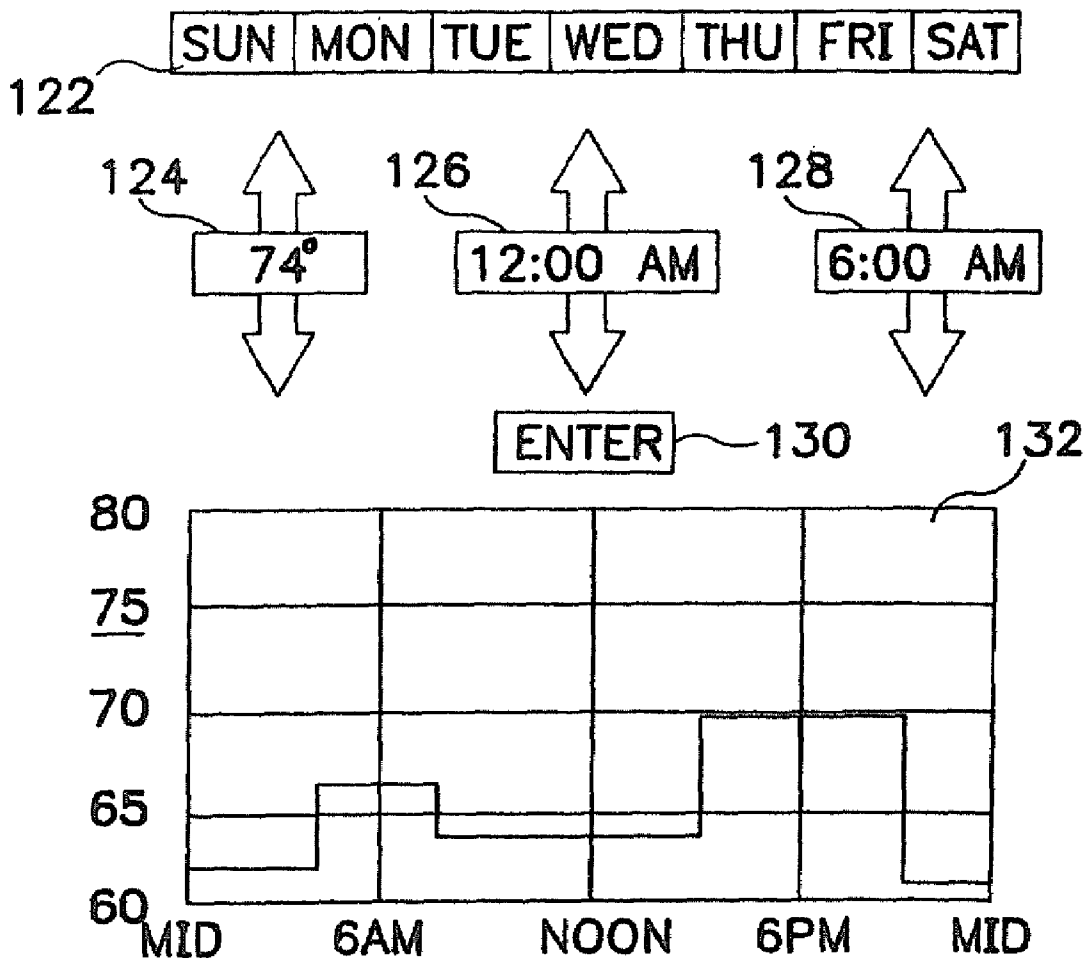 SUN MON TUE WED THU FRI SAT
122
124 126 128
74° 12:00 AM 6:00 AM
ENTER 130 132
80
75
70
65
60
MID 6AM NOON 6PM MID